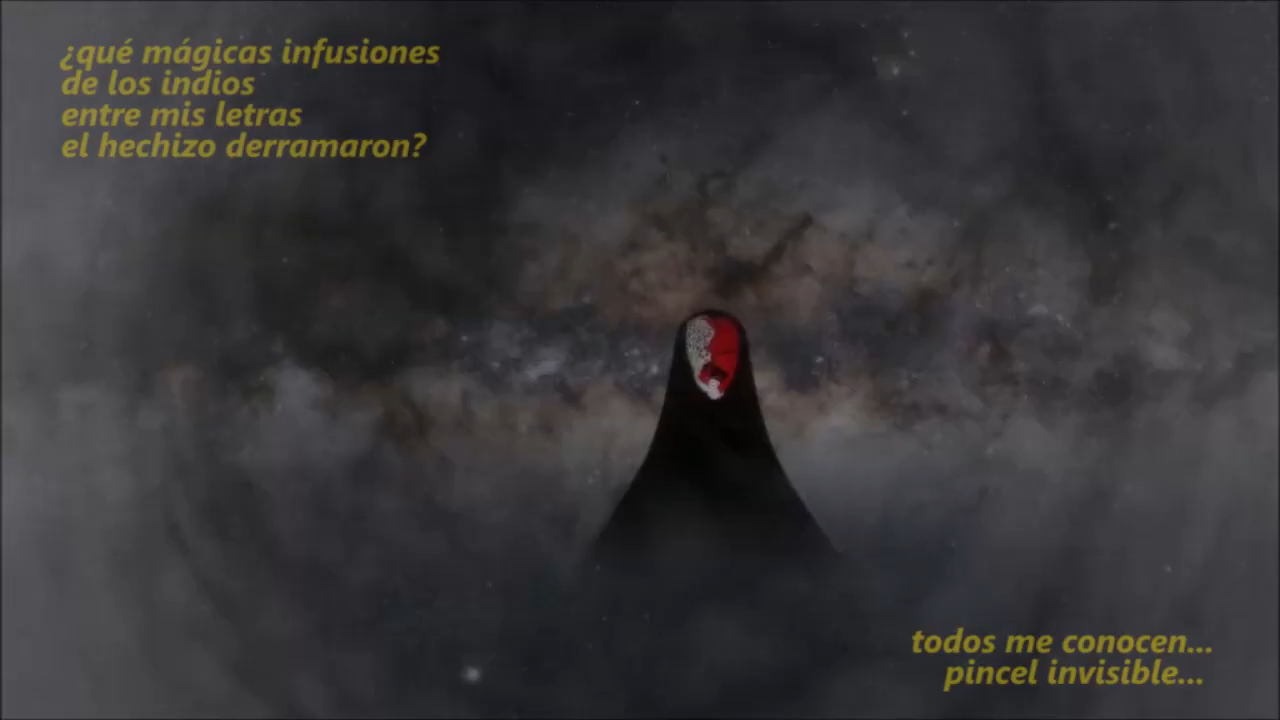 ¿qué mágicas infusiones
de los indios
entre mis letras
el hechizo derramaron?
todos me conocen...
pincel invisible...